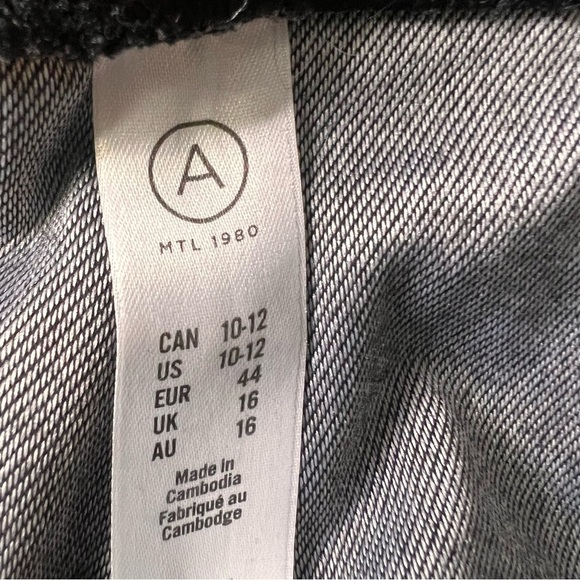 A
MTL 1980
CAN 10-12
US 10-12
EUR 44
UK 16
AU 16
Made in
Cambodia
Fabriqué au
Cambodge